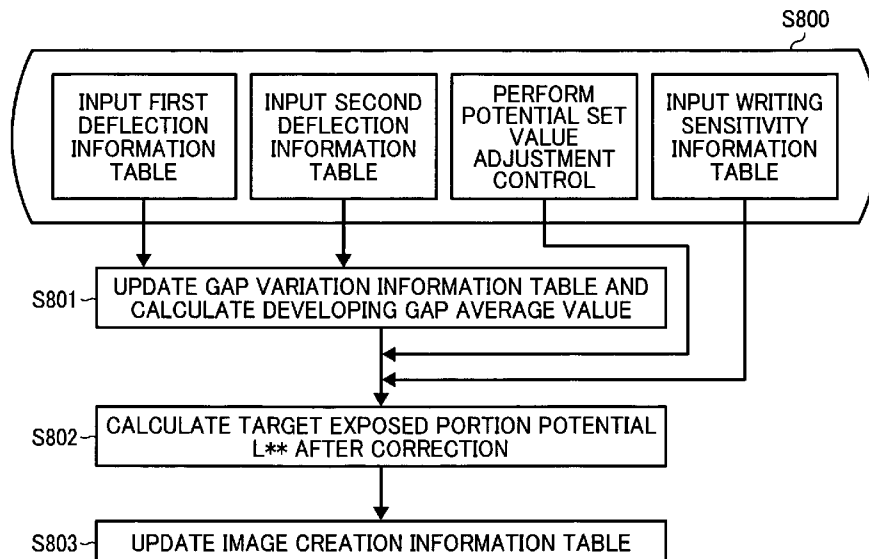 S800
INPUT FIRST
DEFLECTION
INFORMATION
TABLE
INPUT SECOND
DEFLECTION
INFORMATION
TABLE
PERFORM
POTENTIAL SET
VALUE
ADJUSTMENT
CONTROL
INPUT WRITING
SENSITIVITY
INFORMATION
TABLE
S801
UPDATE GAP VARIATION INFORMATION TABLE AND
CALCULATE DEVELOPING GAP AVERAGE VALUE
S802
CALCULATE TARGET EXPOSED PORTION POTENTIAL
L** AFTER CORRECTION
S803
UPDATE IMAGE CREATION INFORMATION TABLE